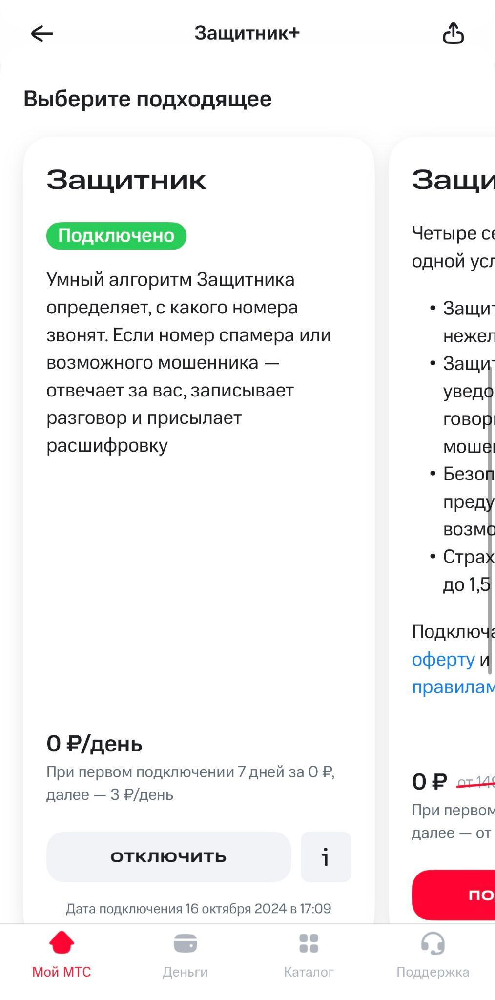 Защитник+
Выберите подходящее
Защитник
Подключено
Умный алгоритм Защитника
определяет, с какого номера
звонят. Если номер спамера или
возможного мошенника —
отвечает за вас, записывает
разговор и присылает
расшифровку
0 ₽/день
При первом подключении 7 дней за 0 ₽,
далее — 3 ₽/день
ОТКЛЮЧИТЬ
i
Дата подключения 16 октября 2024 в 17:09
Защи
Четыре се
одной усл
• Защит
нежел
• Защит
уведо
говор
моше
• Безоп
преду
возмо
• Страх
до 1,5
Подключа
оферту и
правилам
0 ₽ от 149
При первом
далее — от
ПО
Мой МТС
Деньги
Каталог
Поддержка